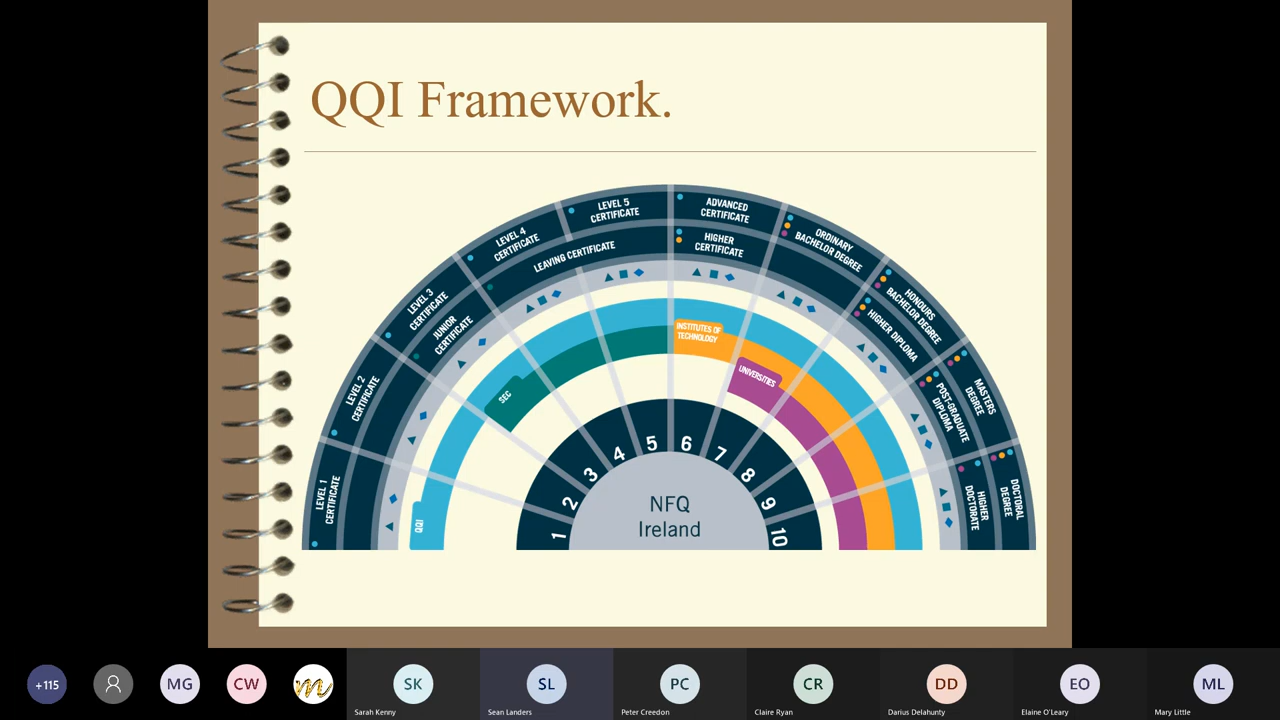 QQI Framework.
LEVEL 1
CERTIFICATE
LEVEL 2
CERTIFICATE
LEVEL 3
CERTIFICATE
JUNIOR
CERTIFICATE
LEVEL 4
CERTIFICATE
LEVEL 5
CERTIFICATE
LEAVING CERTIFICATE
ADVANCED
CERTIFICATE
HIGHER
CERTIFICATE
ORDINARY
BACHELOR DEGREE
HONOURS
BACHELOR DEGREE
HIGHER DIPLOMA
MASTERS
DEGREE
POST-GRADUATE
DIPLOMA
DOCTORAL
DEGREE
HIGHER
DOCTORATE
QQI
SEC
INSTITUTES OF
TECHNOLOGY
UNIVERSITIES
1
2
3
4
5
6
7
8
9
10
NFQ
Ireland
+115
MG
CW
m
SK
SL
PC
CR
DD
EO
ML
Sarah Kenny
Sean Landers
Peter Creedon
Claire Ryan
Darius Delahunty
Elaine O'Leary
Mary Little